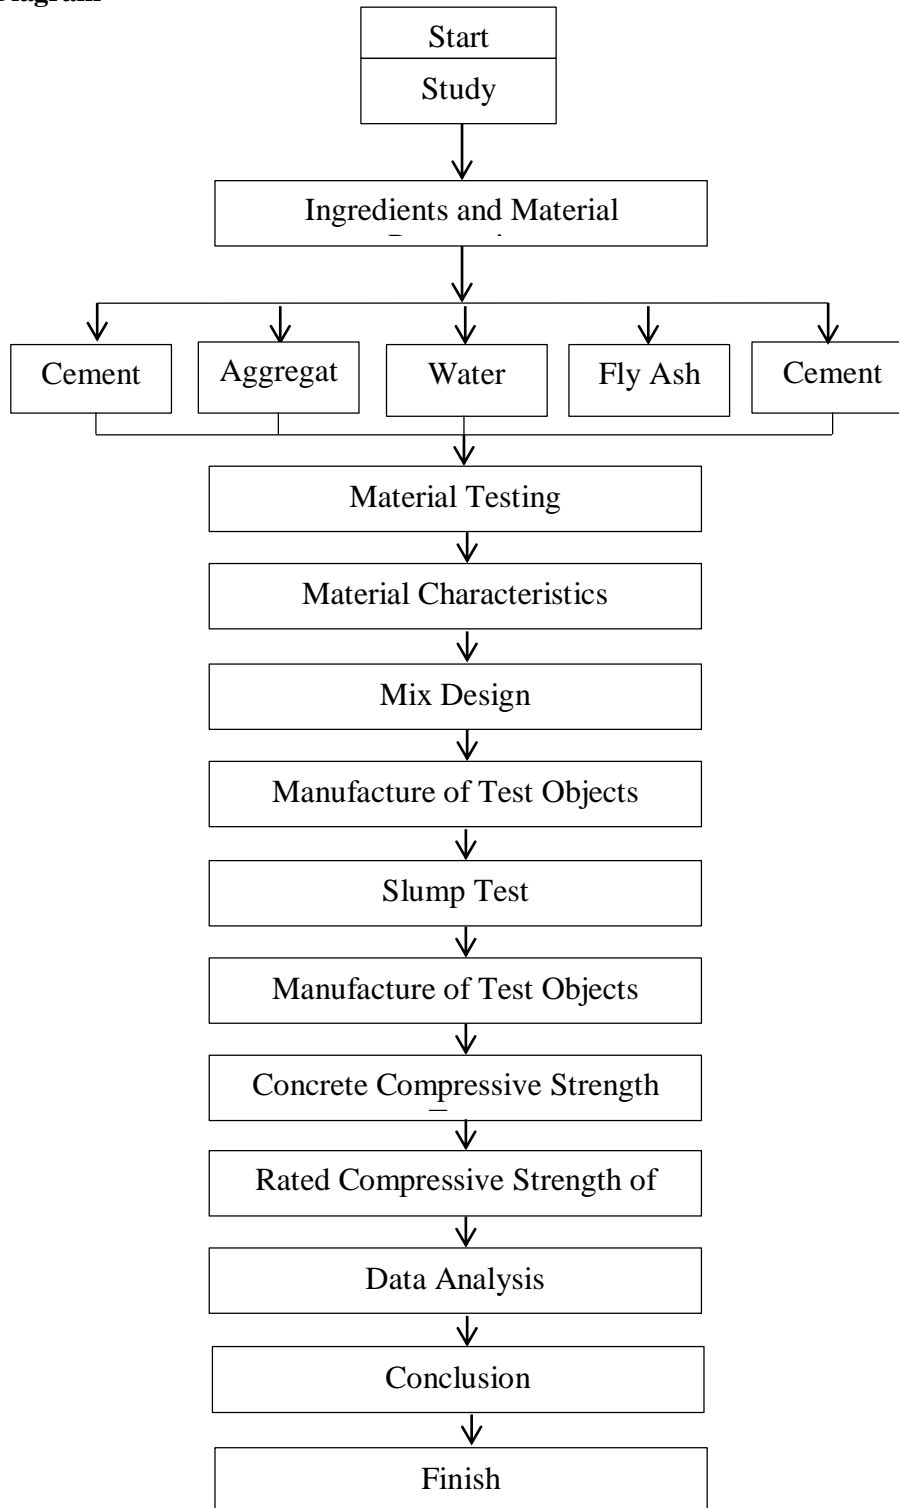 Start
Study
Ingredients and Material
Cement
Aggregat
Water
Fly Ash
Cement
Material Testing
Material Characteristics
Mix Design
Manufacture of Test Objects
Slump Test
Manufacture of Test Objects
Concrete Compressive Strength
Rated Compressive Strength of
Data Analysis
Conclusion
Finish